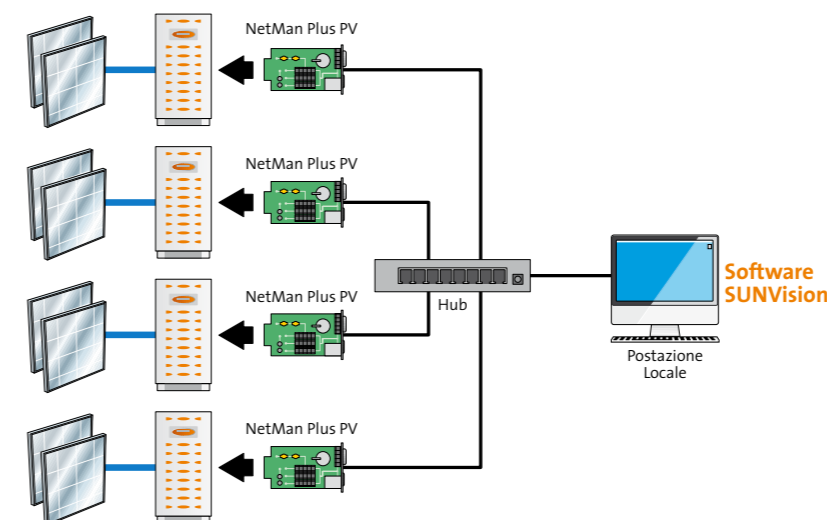 NetMan Plus PV
NetMan Plus PV
Hub
Software
SUNVision
NetMan Plus PV
Postazione
Locale
NetMan Plus PV